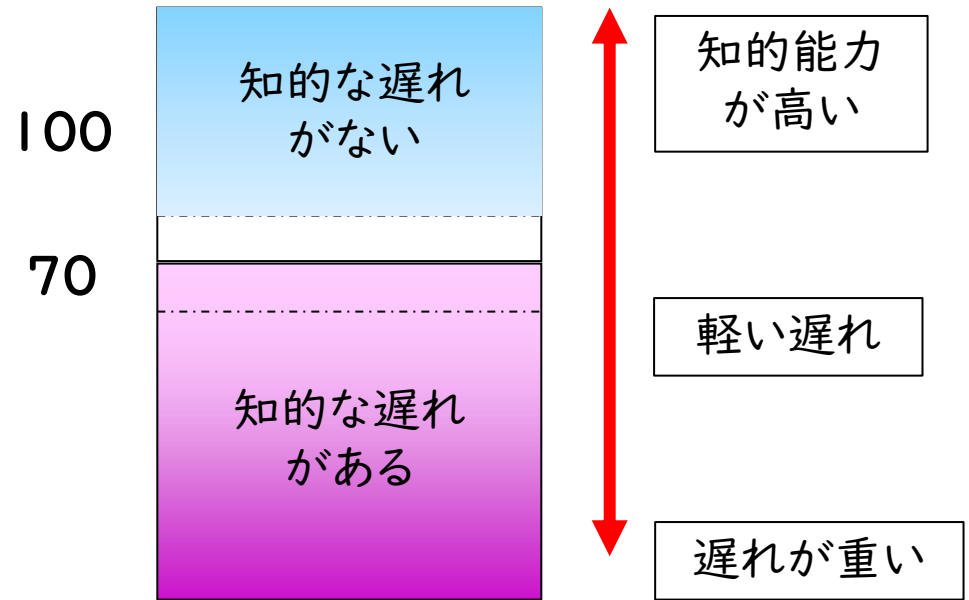 100
70
知的な遅れ
がない
知的な遅れ
がある
知的能力
が高い
軽い遅れ
遅れが重い